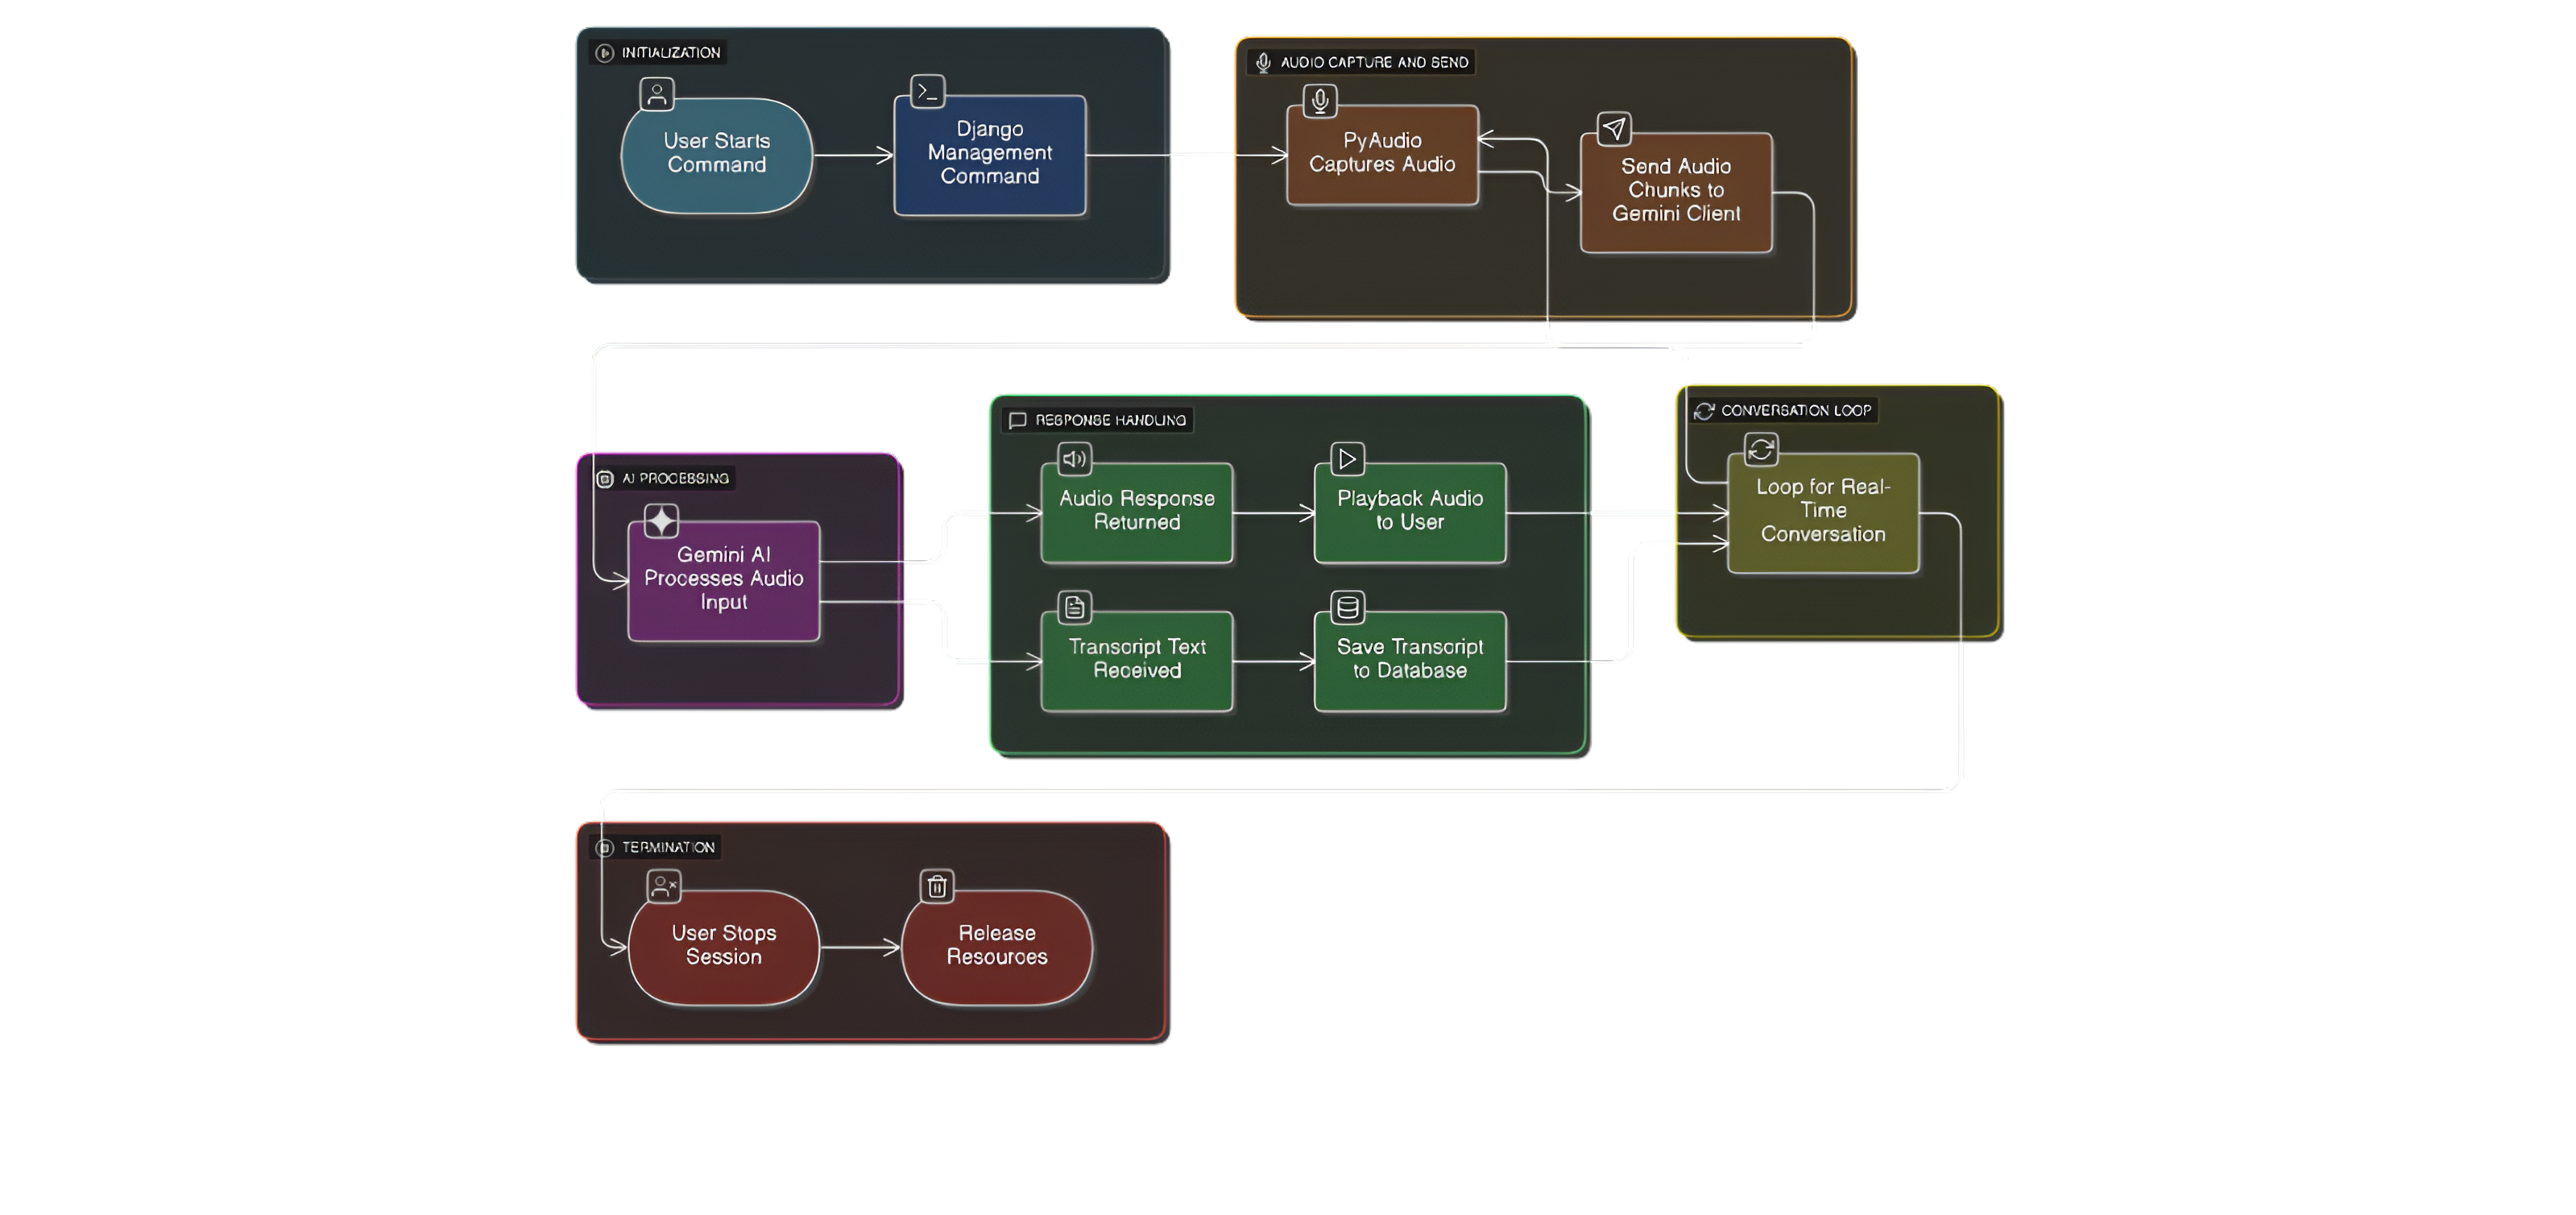 INITIALIZATION
User Starts
Command
Django
Management
Command
AUDIO CAPTURE AND SEND
PyAudio
Captures Audio
Send Audio
Chunks to
Gemini Client
AI PROCESSING
Gemini AI
Processes Audio
Input
RESPONSE HANDLING
Audio Response
Returned
Playback Audio
to User
Transcript Text
Received
Save Transcript
to Database
CONVERSATION LOOP
Loop for Real-
Time
Conversation
TERMINATION
User Stops
Session
Release
Resources